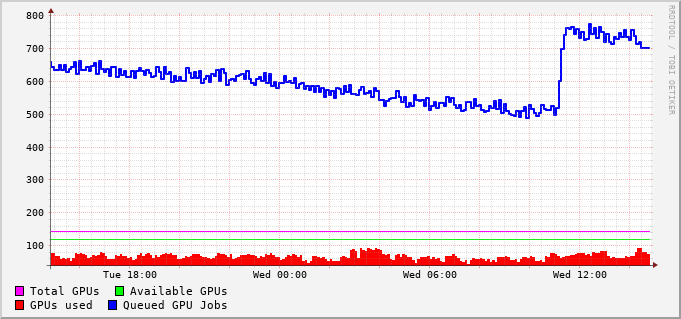 800
700
600
500
400
300
200
100
Tue 18:00 Wed 00:00 Wed 06:00 Wed 12:00
Total GPUs Available GPUs
GPUs used Queued GPU Jobs
RRDTOOL / TOBI OETIKER